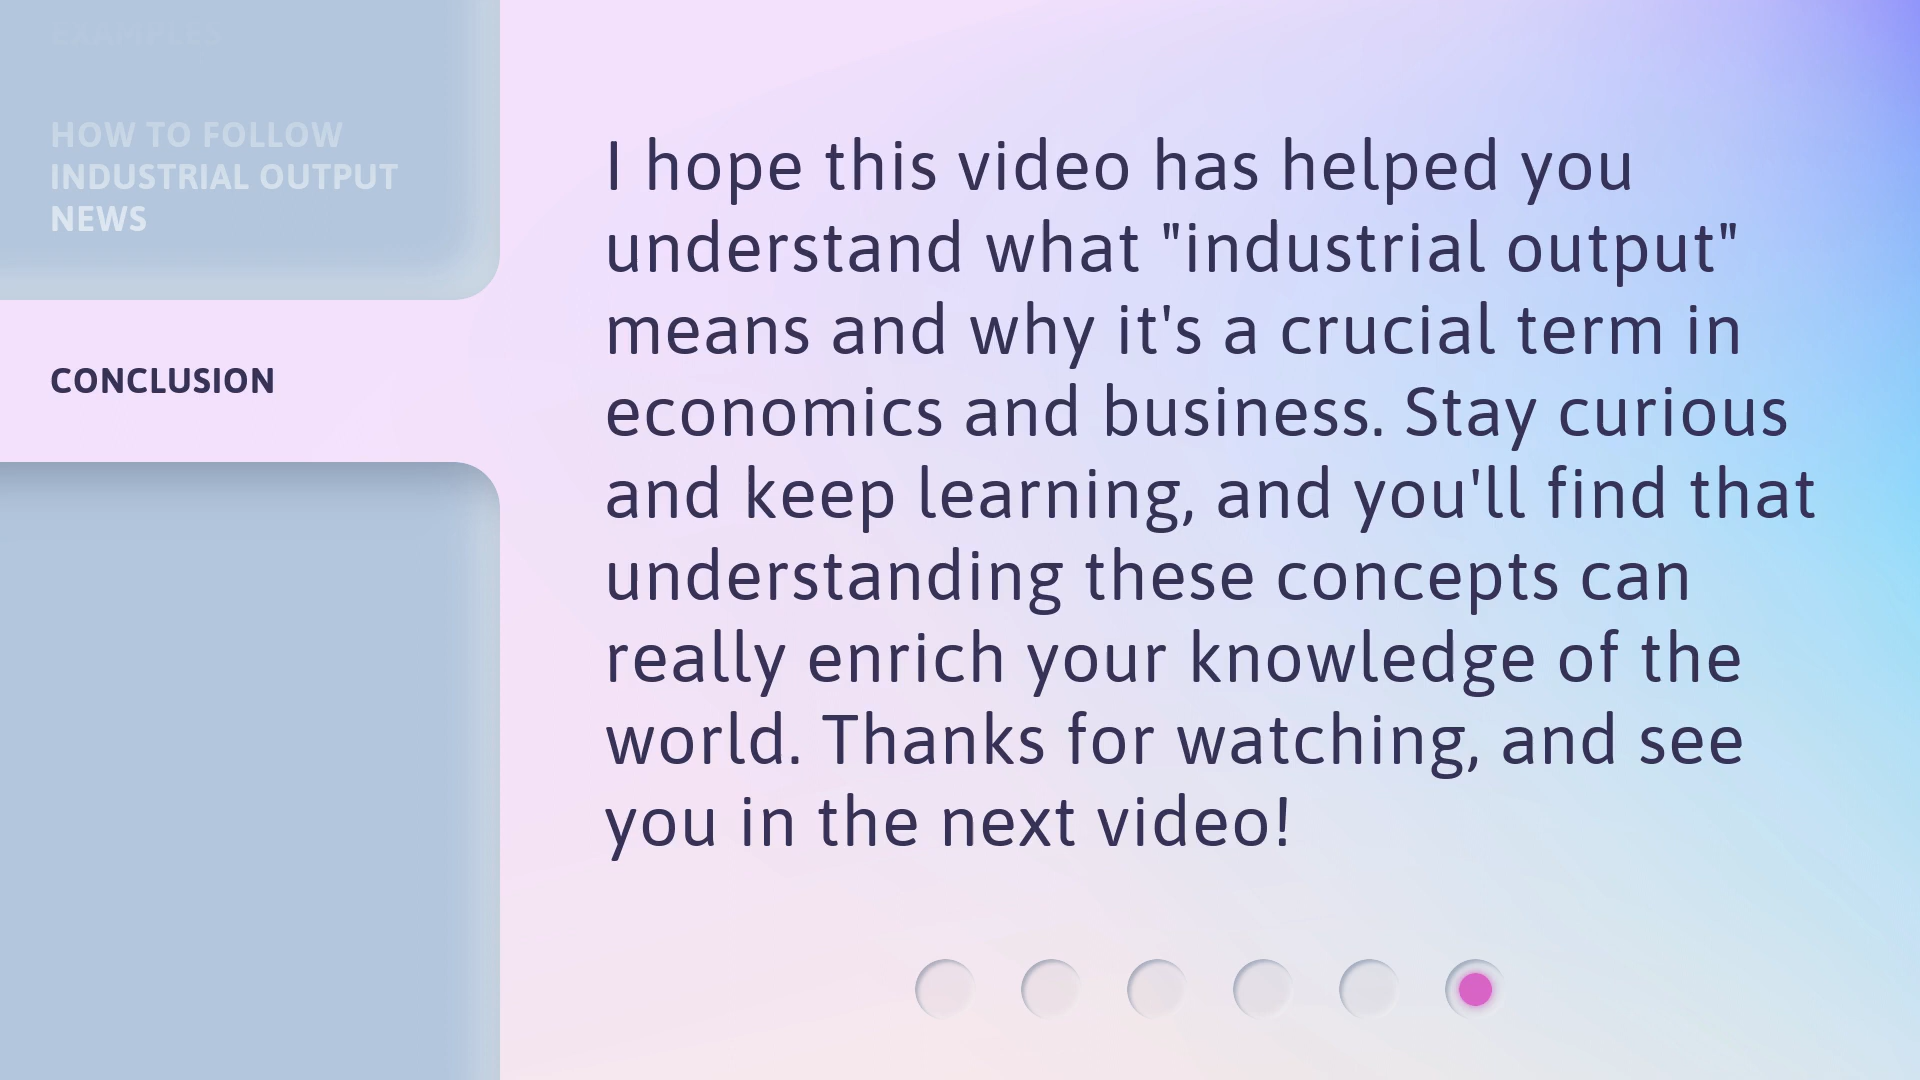 EXAMPLES
HOW TO FOLLOW
INDUSTRIAL OUTPUT
NEWS
CONCLUSION
I hope this video has helped you
understand what "industrial output"
means and why it's a crucial term in
economics and business. Stay curious
and keep learning, and you'll find that
understanding these concepts can
really enrich your knowledge of the
world. Thanks for watching, and see
you in the next video!